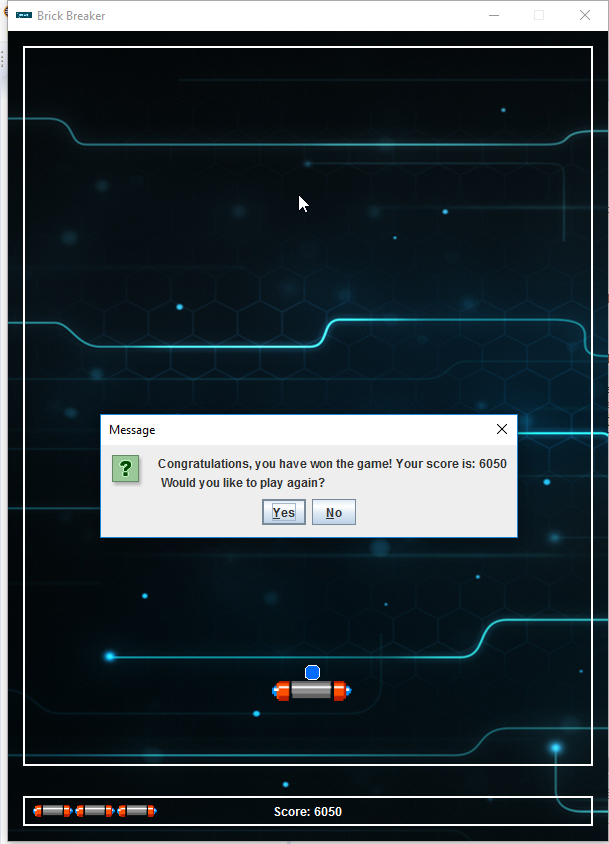 Brick Breaker
Message
?
Congratulations, you have won the game! Your score is: 6050
Would you like to play again?
Yes No
Score: 6050